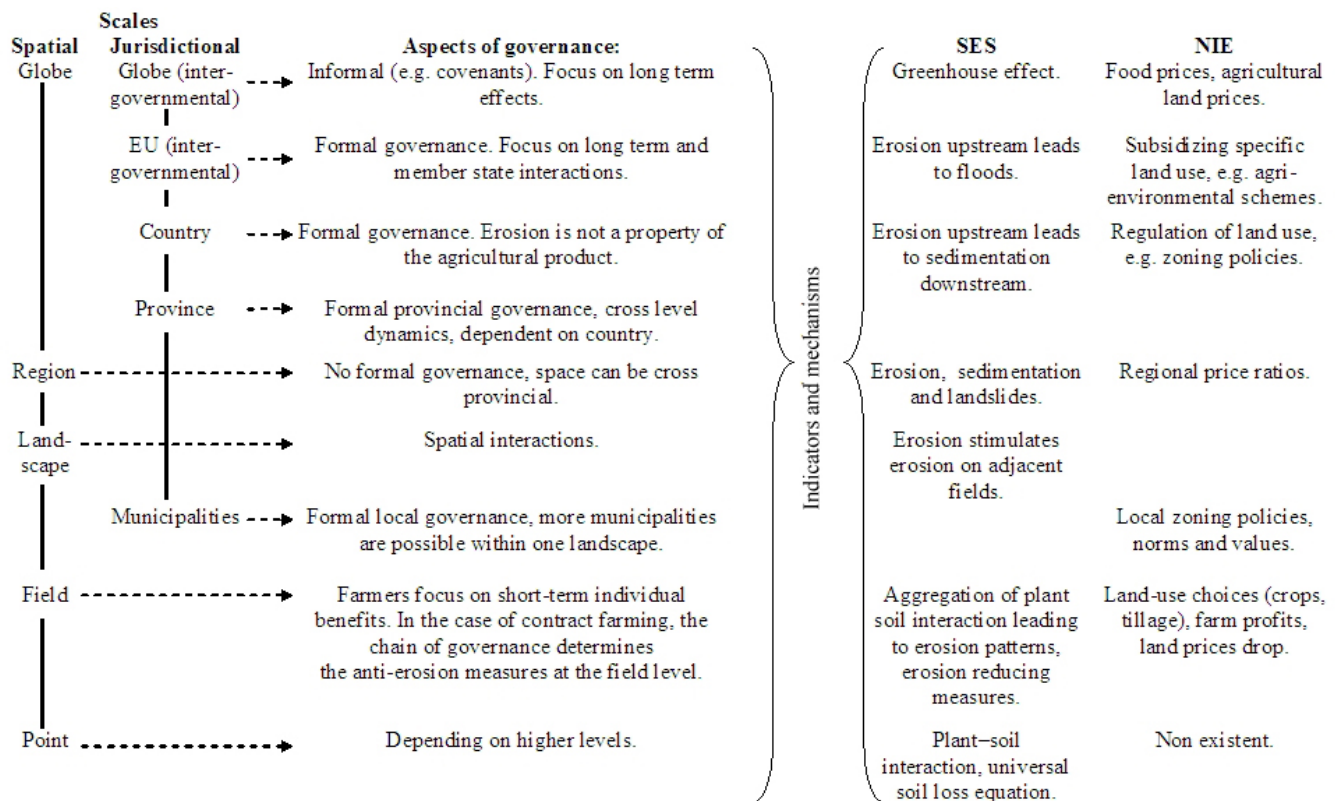 Scales
Spatial Jurisdictional Aspects of governance: SES NIE
Globe
Globe (inter-
governmental)
Informal (e.g. covenants). Focus on long term
effects.
Greenhouse effect.
Food prices, agricultural
land prices.
EU (inter-
governmental)
Formal governance. Focus on long term and
member state interactions.
Erosion upstream leads
to floods.
Subsidizing specific
land use, e.g. agri-
environmental schemes.
Country
Formal governance. Erosion is not a property of
the agricultural product.
Erosion upstream leads
to sedimentation
downstream.
Regulation of land use,
e.g. zoning policies.
Province
Formal provincial governance, cross level
dynamics, dependent on country.
Indicators and mechanisms
Region
No formal governance, space can be cross
provincial.
Erosion, sedimentation
and landslides.
Regional price ratios.
Land-
scape
Spatial interactions.
Erosion stimulates
erosion on adjacent
fields.
Municipalities
Formal local governance, more municipalities
are possible within one landscape.
Local zoning policies,
norms and values.
Field
Farmers focus on short-term individual
benefits. In the case of contract farming, the
chain of governance determines
the anti-erosion measures at the field level.
Aggregation of plant
soil interaction leading
to erosion patterns,
erosion reducing
measures.
Land-use choices (crops,
tillage), farm profits,
land prices drop.
Point
Depending on higher levels.
Plant–soil
interaction, universal
soil loss equation.
Non existent.